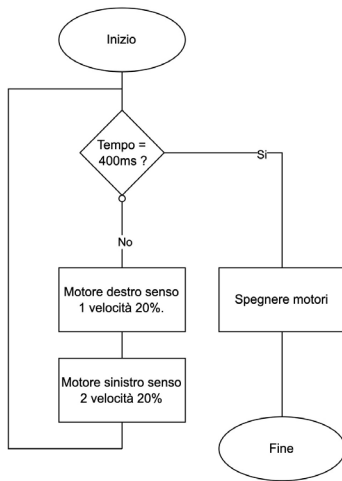 Inizio
Tempo =
400ms ?
Si
No
Motore destro senso
1 velocità 20%.
Spegnere motori
Motore sinistro senso
2 velocità 20%
Fine